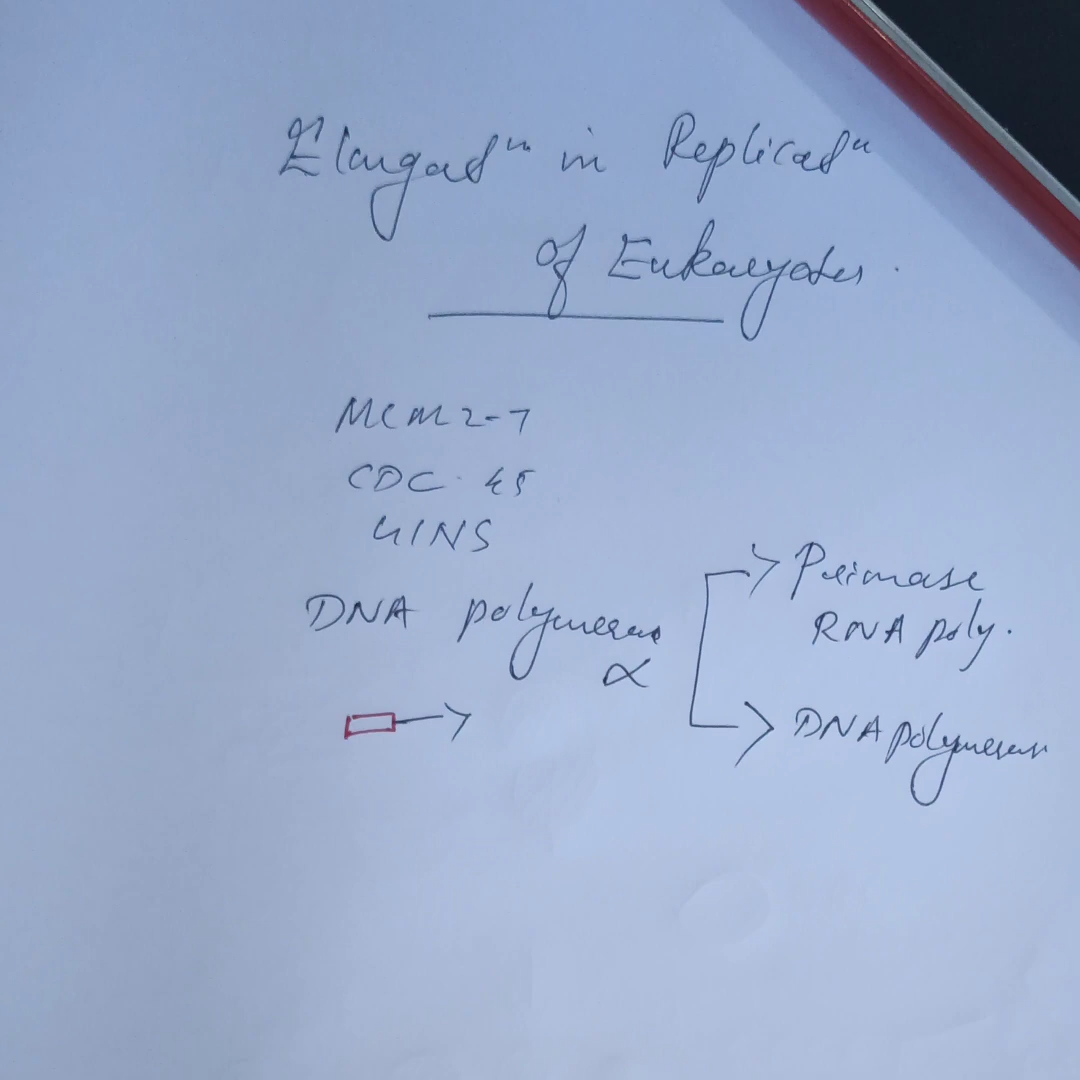 Elongatⁿ in Replicatⁿ
of Eukaryotes.
MCM 2-7
CDC. 45
GINS
DNA polymerase
α
Primase
RNA poly.
DNA polymerase